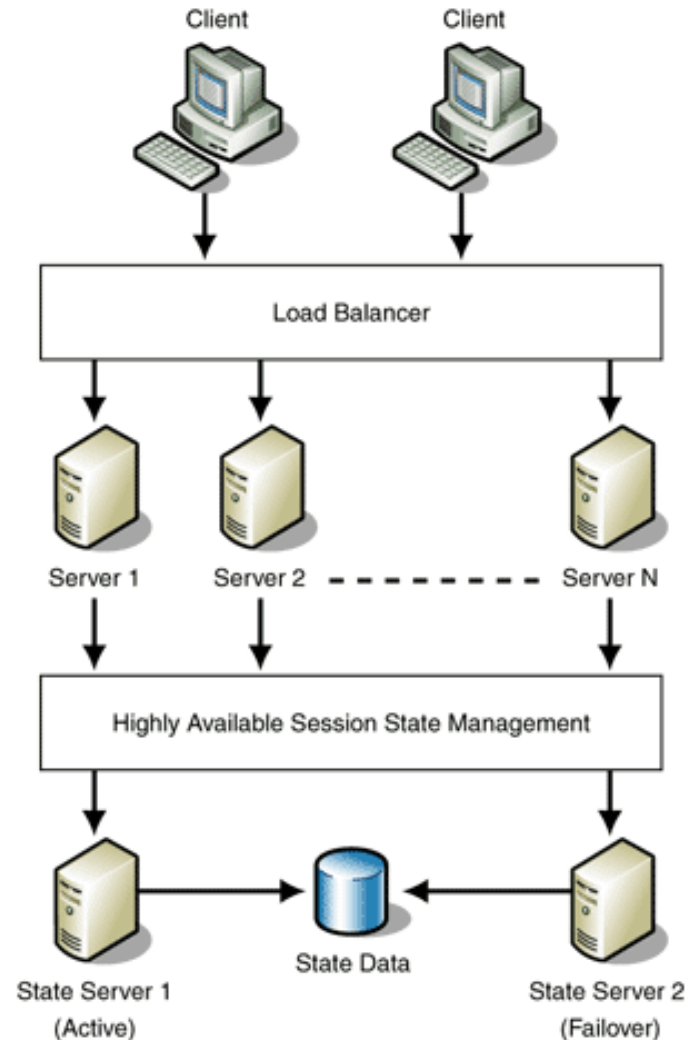 Client
Client
Load Balancer
Server 1
Server 2
Server N
Highly Available Session State Management
State Data
State Server 1
(Active)
State Server 2
(Failover)